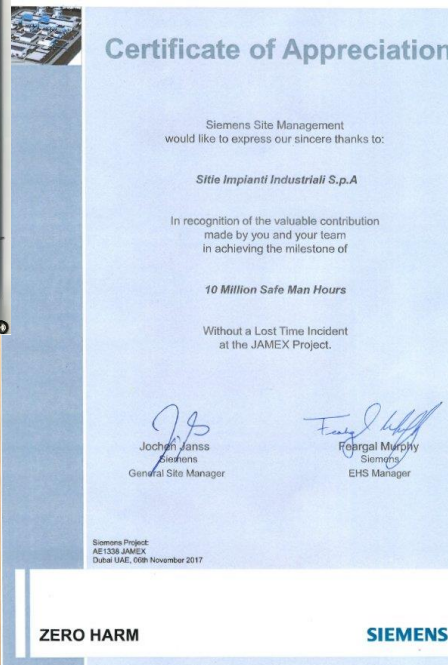 Certificate of Appreciation
Siemens Site Management
would like to express our sincere thanks to:
Sitie Impianti Industriali S.p.A
In recognition of the valuable contribution
made by you and your team
in achieving the milestone of
10 Million Safe Man Hours
Without a Lost Time Incident
at the JAMEX Project.
Jochen Janss
Siemens
General Site Manager
Feargal Murphy
Siemens
EHS Manager
Siemens Project:
AE1338 JAMEX
Dubai UAE, 06th November 2017
ZERO HARM
SIEMENS